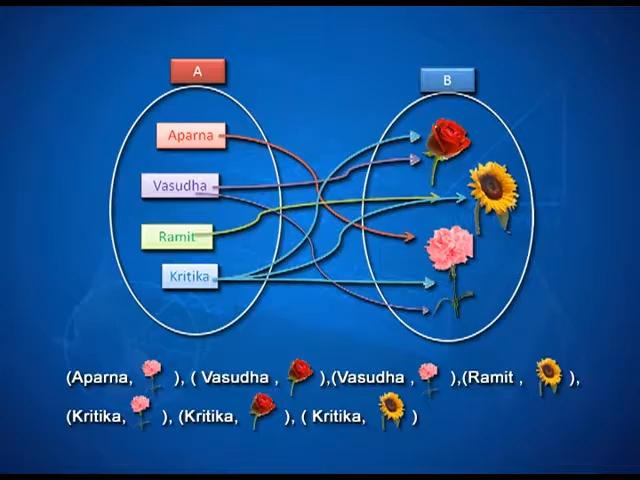 A
B
Aparna
Vasudha
Ramit
Kritika
(Aparna, ), ( Vasudha , ),(Vasudha , ),(Ramit , ),
(Kritika, ), (Kritika, ), ( Kritika, )